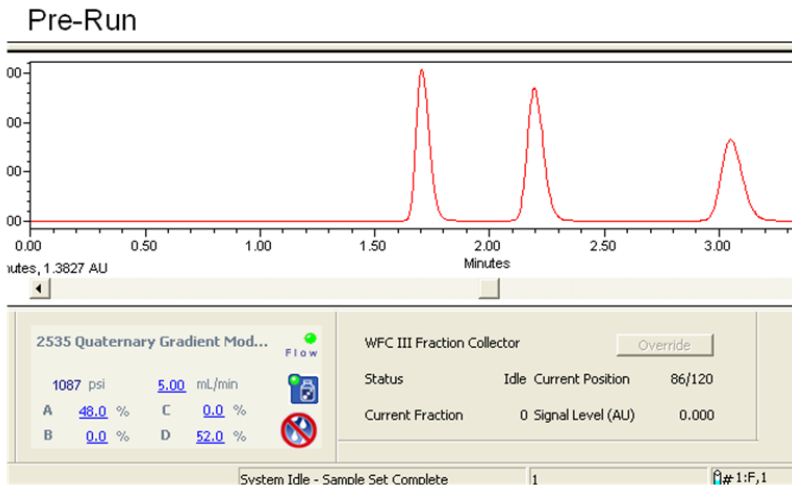 Pre-Run
00
00
00
00
0.00 0.50 1.00 1.50 2.00 2.50 3.00
Minutes
utes, 1.3827 AU
2535 Quaternary Gradient Mod...
Flow
1087 psi 5.00 mL/min
A 48.0 % C 0.0 %
B 0.0 % D 52.0 %
WFC III Fraction Collector Override
Status Idle Current Position 86/120
Current Fraction 0 Signal Level (AU) 0.000
System Idle - Sample Set Complete 1 #1:F,1